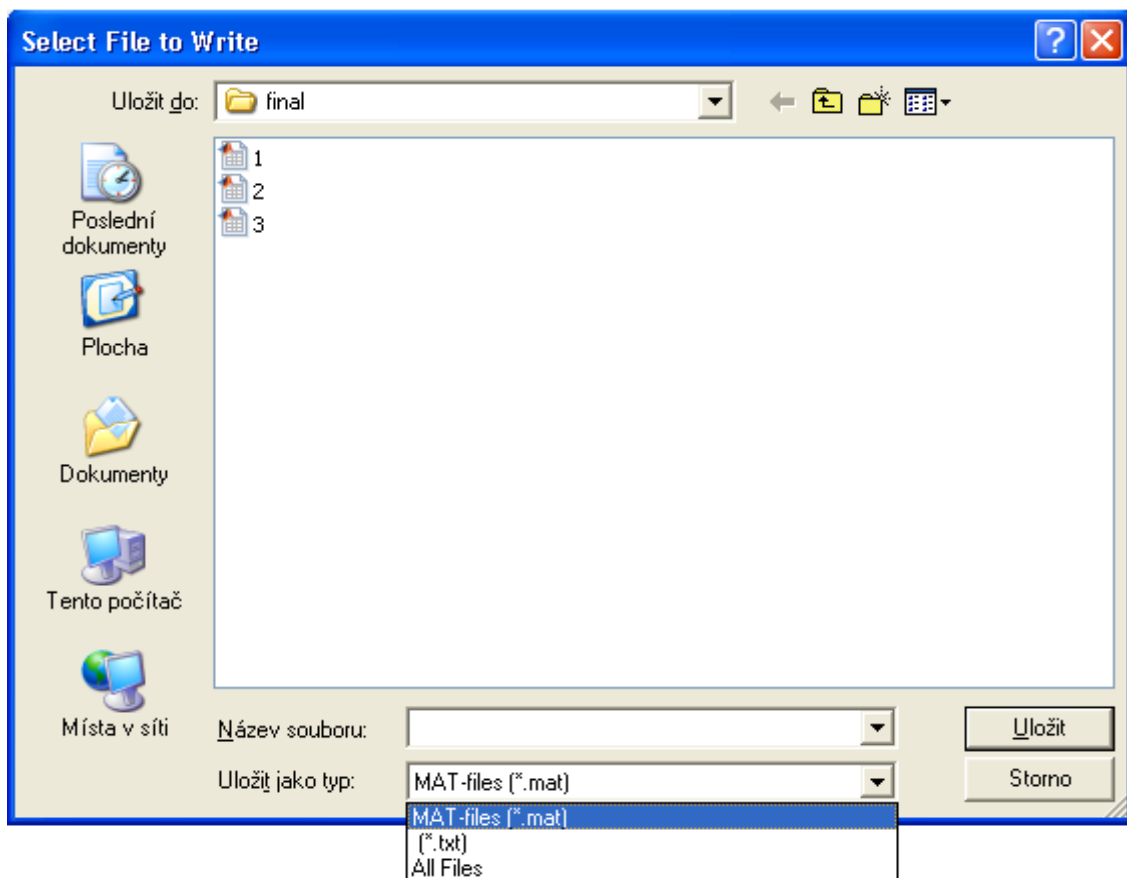 Select File to Write
Uložit do:
final
1
2
3
Poslední
dokumenty
Plocha
Dokumenty
Tento počítač
Místa v síti
Název souboru:
Uložit
Uložit jako typ:
MAT-files (*.mat)
Storno
MAT-files (*.mat)
(*.txt)
All Files